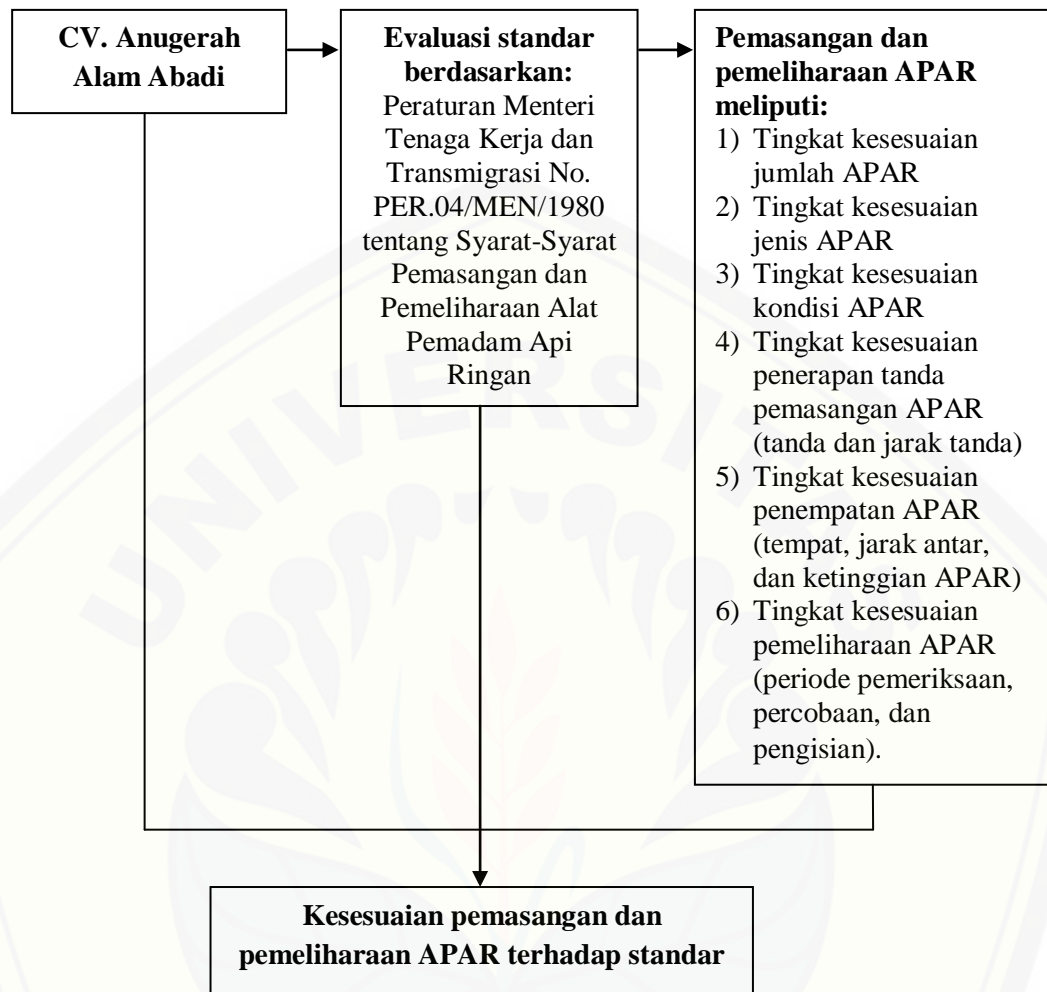 CV. Anugerah
Alam Abadi
Evaluasi standar
berdasarkan:
Peraturan Menteri
Tenaga Kerja dan
Transmigrasi No.
PER.04/MEN/1980
tentang Syarat-Syarat
Pemasangan dan
Pemeliharaan Alat
Pemadam Api
Ringan
Pemasangan dan
pemeliharaan APAR
meliputi:
1) Tingkat kesesuaian
jumlah APAR
2) Tingkat kesesuaian
jenis APAR
3) Tingkat kesesuaian
kondisi APAR
4) Tingkat kesesuaian
penerapan tanda
pemasangan APAR
(tanda dan jarak tanda)
5) Tingkat kesesuaian
penempatan APAR
(tempat, jarak antar,
dan ketinggian APAR)
6) Tingkat kesesuaian
pemeliharaan APAR
(periode pemeriksaan,
percobaan, dan
pengisian).
Kesesuaian pemasangan dan
pemeliharaan APAR terhadap standar
UNIVERSITAS